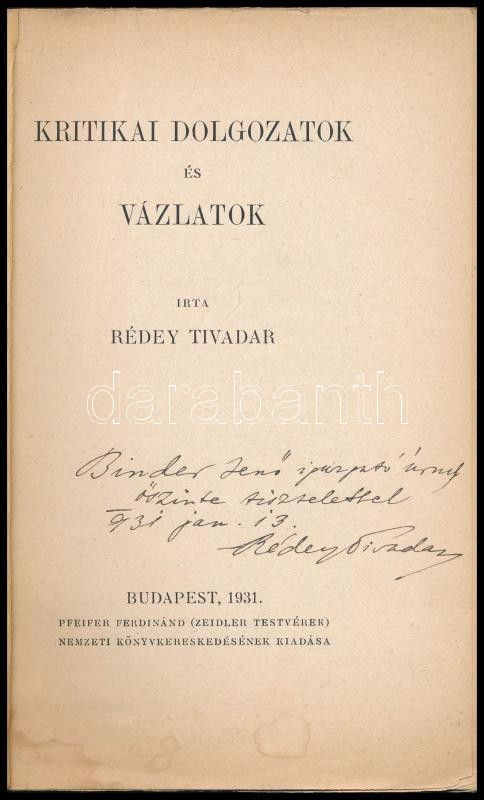 KRITIKAI DOLGOZATOK
ÉS
VÁZLATOK
IRTA
RÉDEY TIVADAR
darabanth
Binder Jenő igazgató úrnak
őszinte tisztelettel
931 jan. 13.
Rédey Tivadar
BUDAPEST, 1931.
PFEIFER FERDINÁND (ZEIDLER TESTVÉREK)
NEMZETI KÖNYVKERESKEDÉSÉNEK KIADÁSA